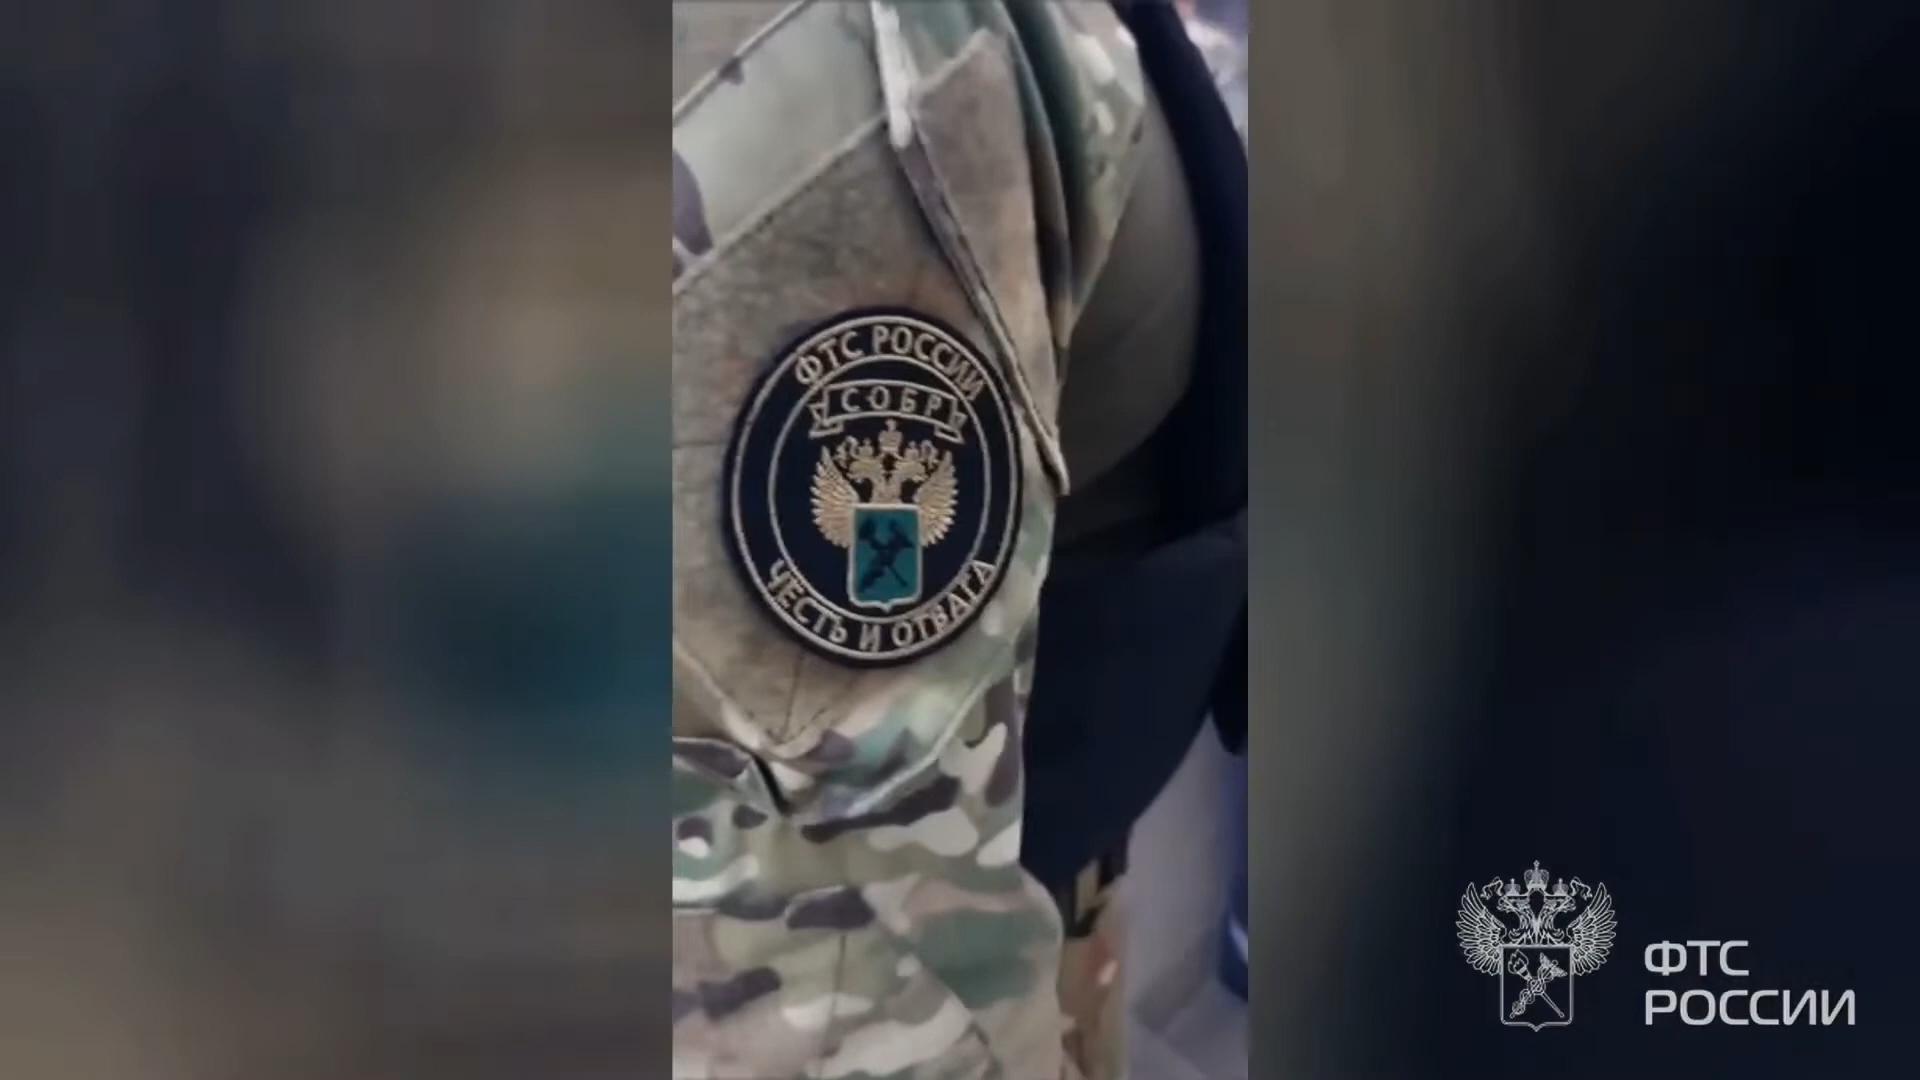 ФТС РОССИИ
СОБР
ЧЕСТЬ И ОТВАГА
ФТС
РОССИИ